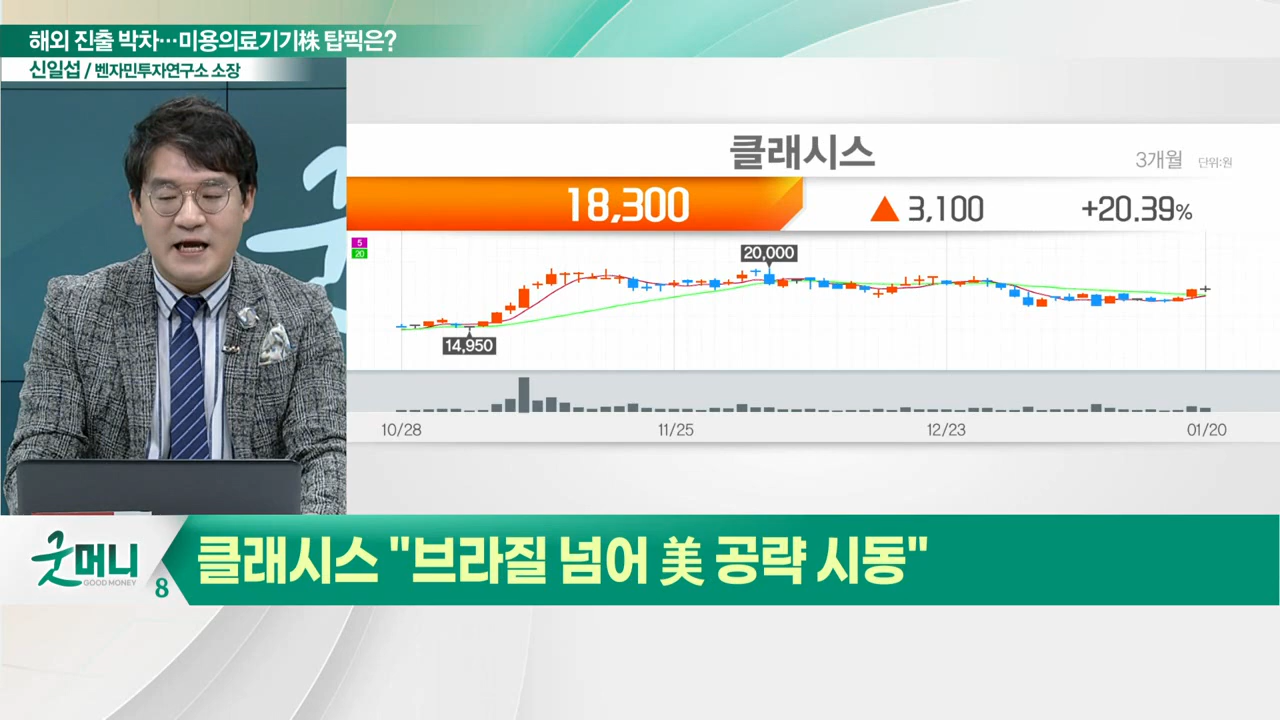 해외 진출 박차…미용의료기기株 탑픽은?
신일섭 / 벤자민투자연구소 소장
클래시스
3개월 단위:원
18,300 ▲ 3,100 +20.39%
5
20
20,000
14,950
10/28 11/25 12/23 01/20
굿머니
GOOD MONEY
8
클래시스 "브라질 넘어 美 공략 시동"